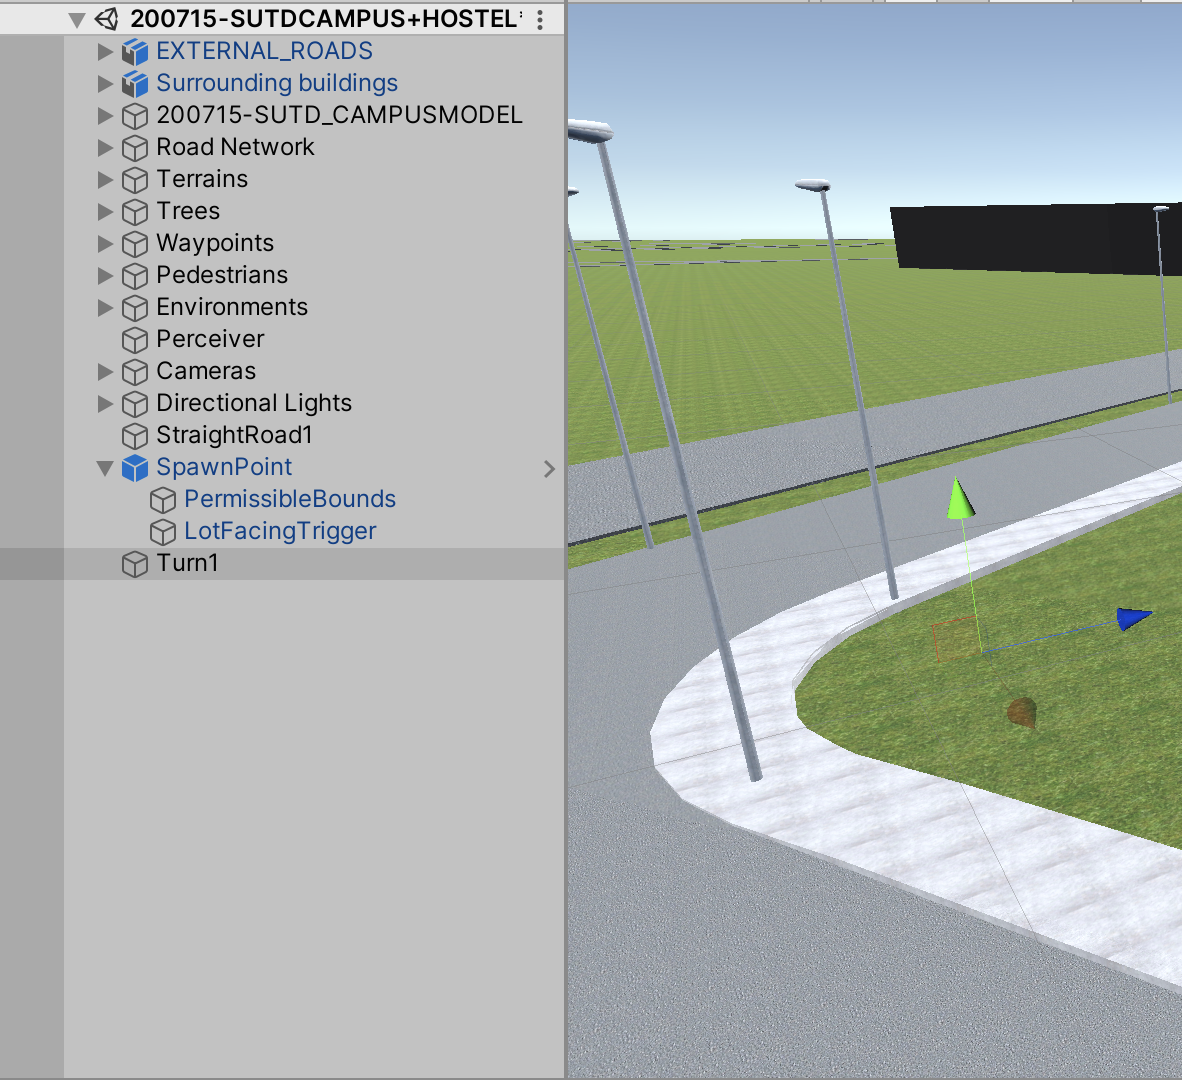 200715-SUTDCAMPUS+HOSTEL
EXTERNAL_ROADS
Surrounding buildings
200715-SUTD_CAMPUSMODEL
Road Network
Terrains
Trees
Waypoints
Pedestrians
Environments
Perceiver
Cameras
Directional Lights
StraightRoad1
SpawnPoint
PermissibleBounds
LotFacingTrigger
Turn1